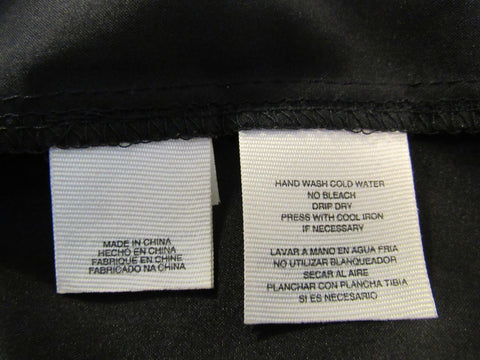 MADE IN CHINA
HECHO EN CHINA
FABRIQUE EN CHINE
FABRICADO NA CHINA
HAND WASH COLD WATER
NO BLEACH
DRIP DRY
PRESS WITH COOL IRON
IF NECESSARY
LAVAR A MANO EN AGUA FRIA
NO UTILIZAR BLANQUEADOR
SECAR AL AIRE
PLANCHAR CON PLANCHA TIBIA
SI ES NECESARIO